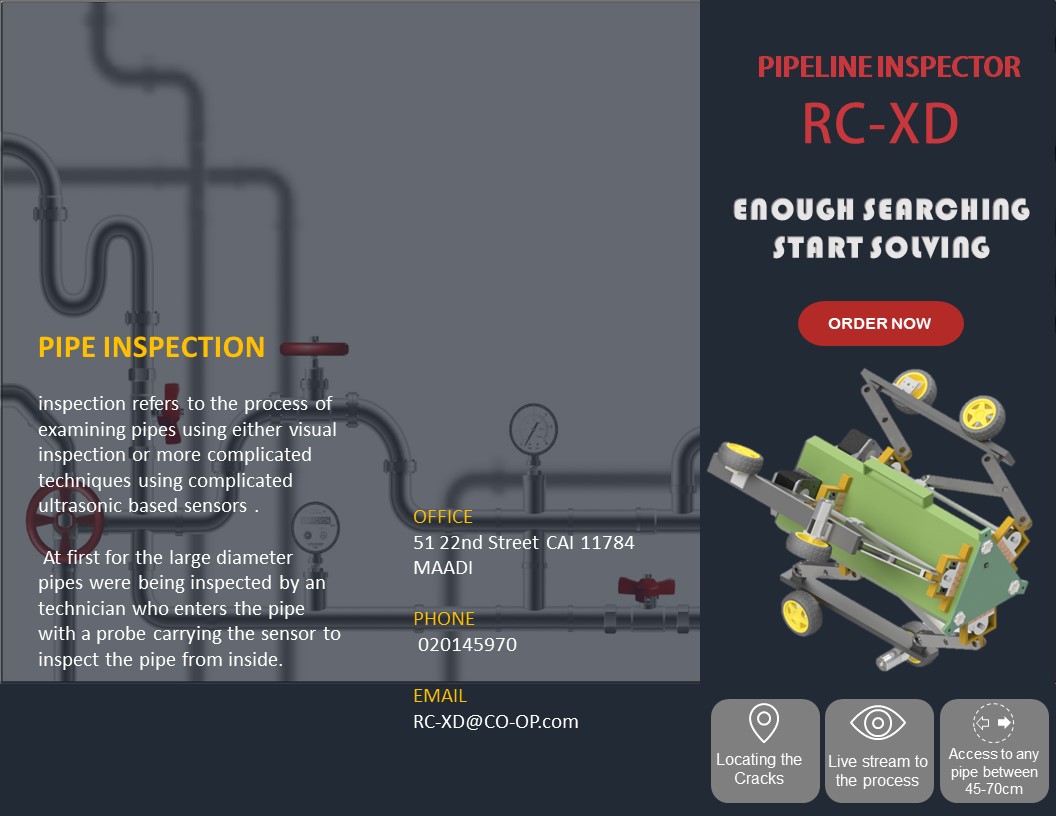 PIPE INSPECTION
inspection refers to the process of
examining pipes using either visual
inspection or more complicated
techniques using complicated
ultrasonic based sensors .
At first for the large diameter
pipes were being inspected by an
technician who enters the pipe
with a probe carrying the sensor to
inspect the pipe from inside.
OFFICE
51 22nd Street CAI 11784
MAADI
PHONE
020145970
EMAIL
RC-XD@CO-OP.com
PIPELINE INSPECTOR
RC-XD
ENOUGH SEARCHING
START SOLVING
ORDER NOW
Locating the
Cracks
Live stream to
the process
Access to any
pipe between
45-70cm